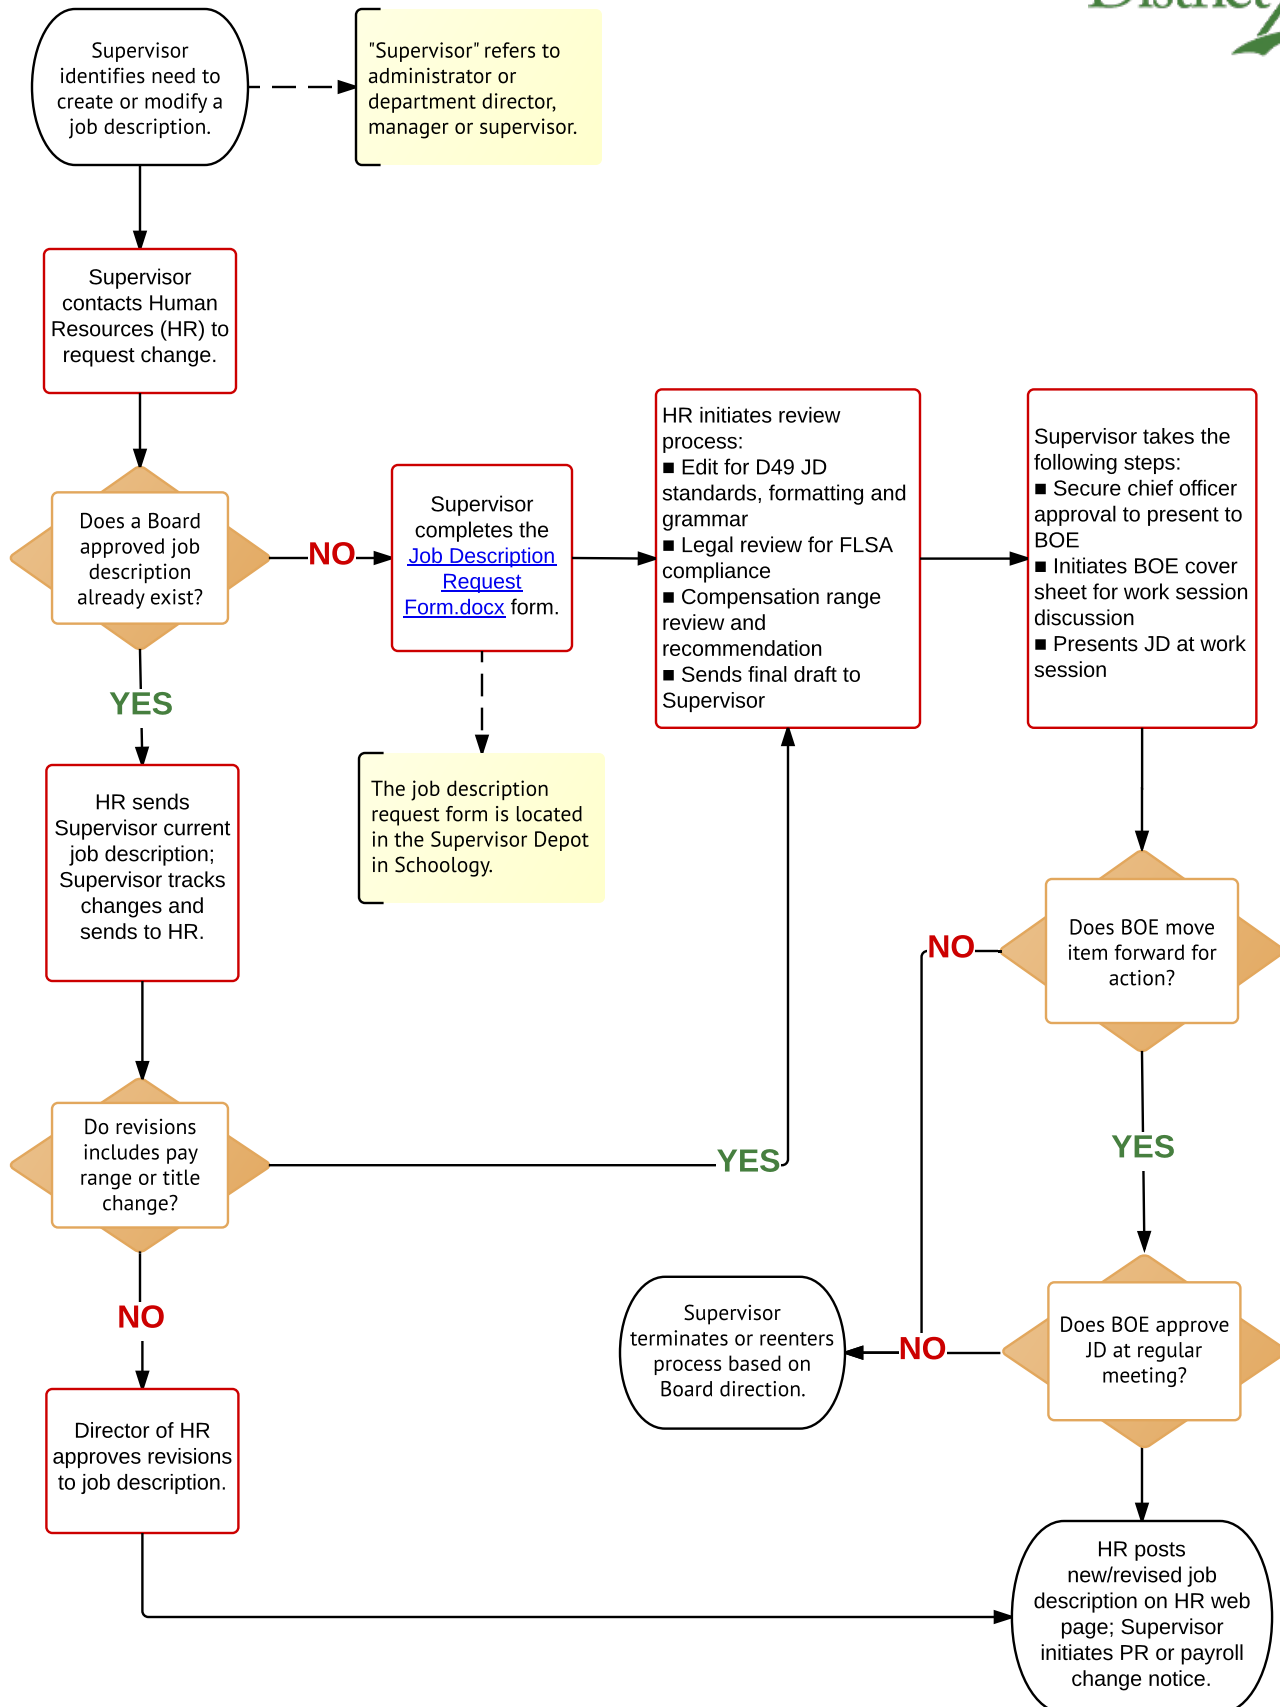 District
Supervisor
identifies need to
create or modify a
job description.
"Supervisor" refers to
administrator or
department director,
manager or supervisor.
Supervisor
contacts Human
Resources (HR) to
request change.
Does a Board
approved job
description
already exist?
NO
Supervisor
completes the
Job Description
Request
Form.docx form.
HR initiates review
process:
■ Edit for D49 JD
standards, formatting and
grammar
■ Legal review for FLSA
compliance
■ Compensation range
review and
recommendation
■ Sends final draft to
Supervisor
Supervisor takes the
following steps:
■ Secure chief officer
approval to present to
BOE
■ Initiates BOE cover
sheet for work session
discussion
■ Presents JD at work
session
YES
The job description
request form is located
in the Supervisor Depot
in Schoology.
HR sends
Supervisor current
job description;
Supervisor tracks
changes and
sends to HR.
Does BOE move
item forward for
action?
NO
YES
Do revisions
includes pay
range or title
change?
YES
NO
Supervisor
terminates or reenters
process based on
Board direction.
NO
Does BOE approve
JD at regular
meeting?
Director of HR
approves revisions
to job description.
HR posts
new/revised job
description on HR web
page; Supervisor
initiates PR or payroll
change notice.